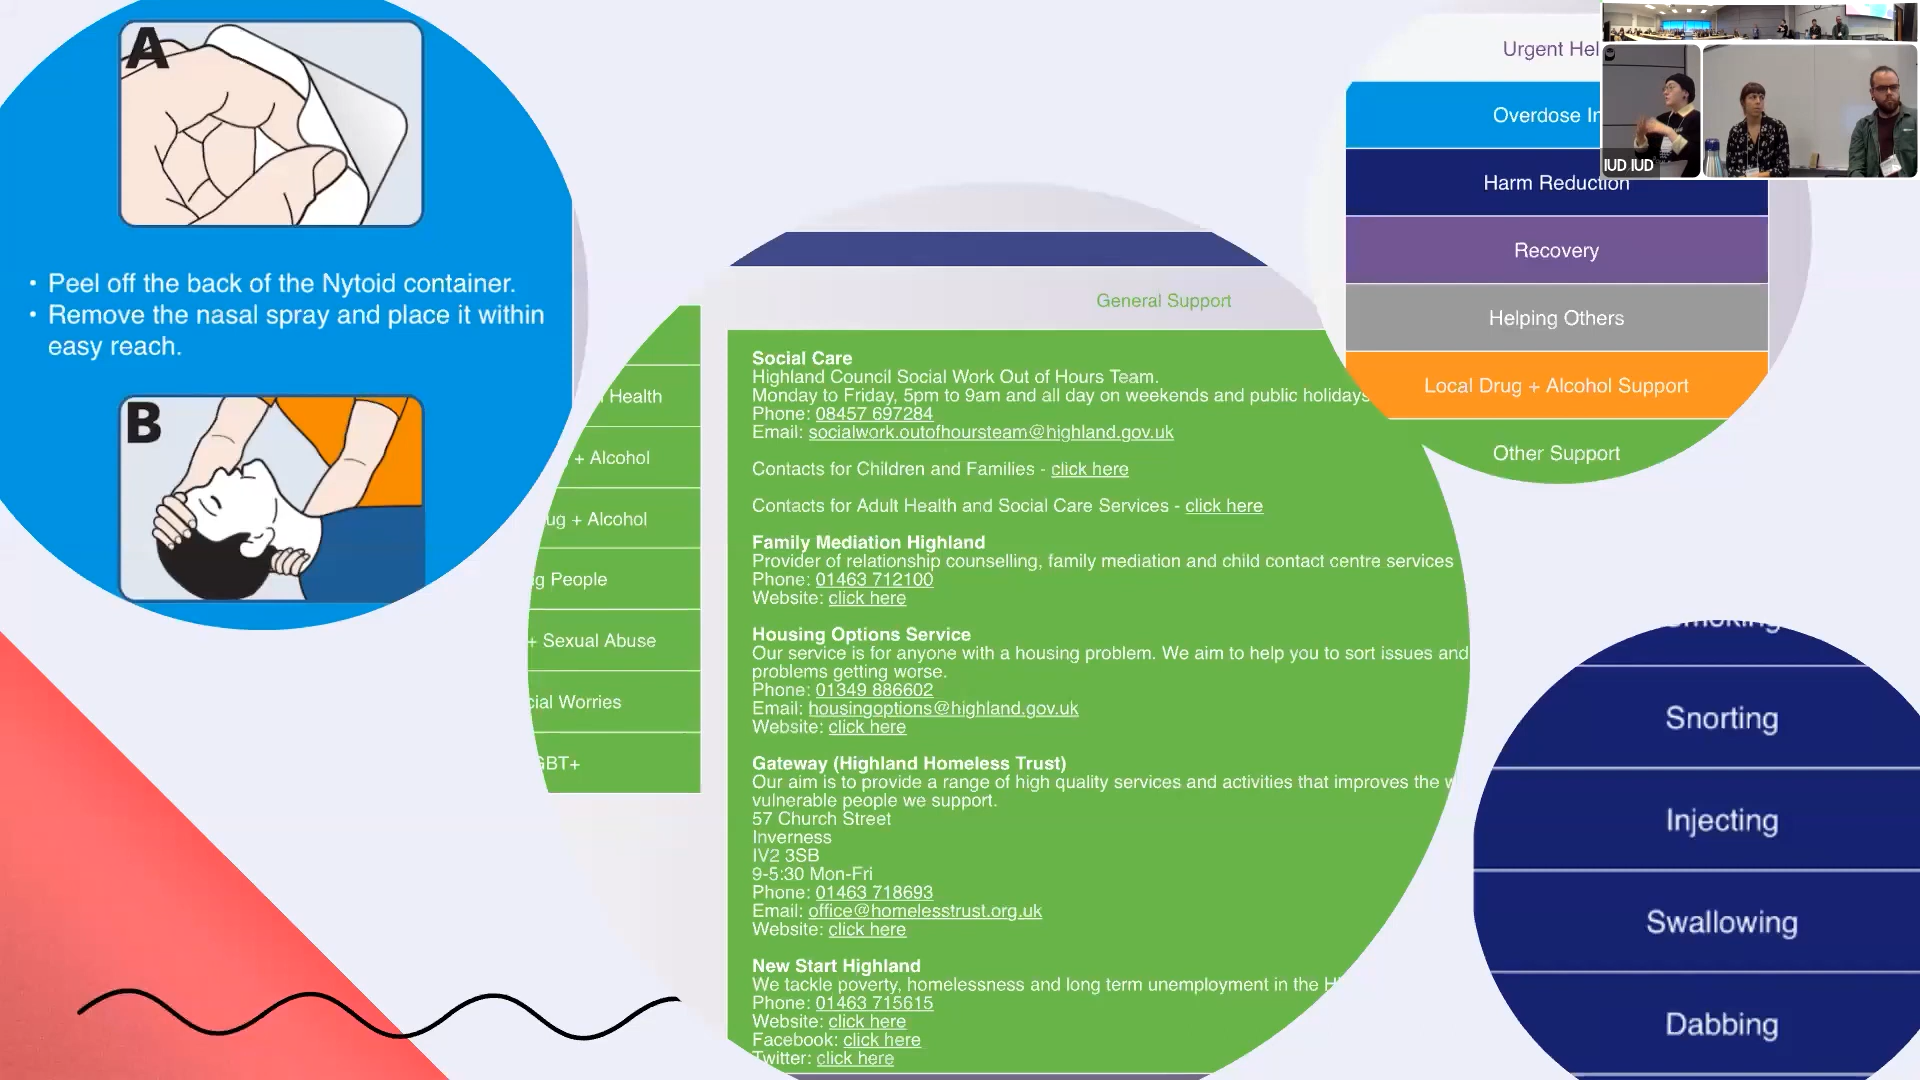 A
• Peel off the back of the Nytoid container.
• Remove the nasal spray and place it within
easy reach.
B
Health
+ Alcohol
ug + Alcohol
g People
+ Sexual Abuse
cial Worries
GBT+
General Support
Social Care
Highland Council Social Work Out of Hours Team.
Monday to Friday, 5pm to 9am and all day on weekends and public holidays
Phone: 08457 697284
Email: socialwork.outofhoursteam@highland.gov.uk
Contacts for Children and Families - click here
Contacts for Adult Health and Social Care Services - click here
Family Mediation Highland
Provider of relationship counselling, family mediation and child contact centre services
Phone: 01463 712100
Website: click here
Housing Options Service
Our service is for anyone with a housing problem. We aim to help you to sort issues and
problems getting worse.
Phone: 01349 886602
Email: housingoptions@highland.gov.uk
Website: click here
Gateway (Highland Homeless Trust)
Our aim is to provide a range of high quality services and activities that improves the w
vulnerable people we support.
57 Church Street
Inverness
IV2 3SB
9-5:30 Mon-Fri
Phone: 01463 718693
Email: office@homelesstrust.org.uk
Website: click here
New Start Highland
We tackle poverty, homelessness and long term unemployment in the H
Phone: 01463 715615
Website: click here
Facebook: click here
Twitter: click here
Urgent Hel
Overdose In
Harm Reduction
Recovery
Helping Others
Local Drug + Alcohol Support
Other Support
IUD IUD
Smoking
Snorting
Injecting
Swallowing
Dabbing